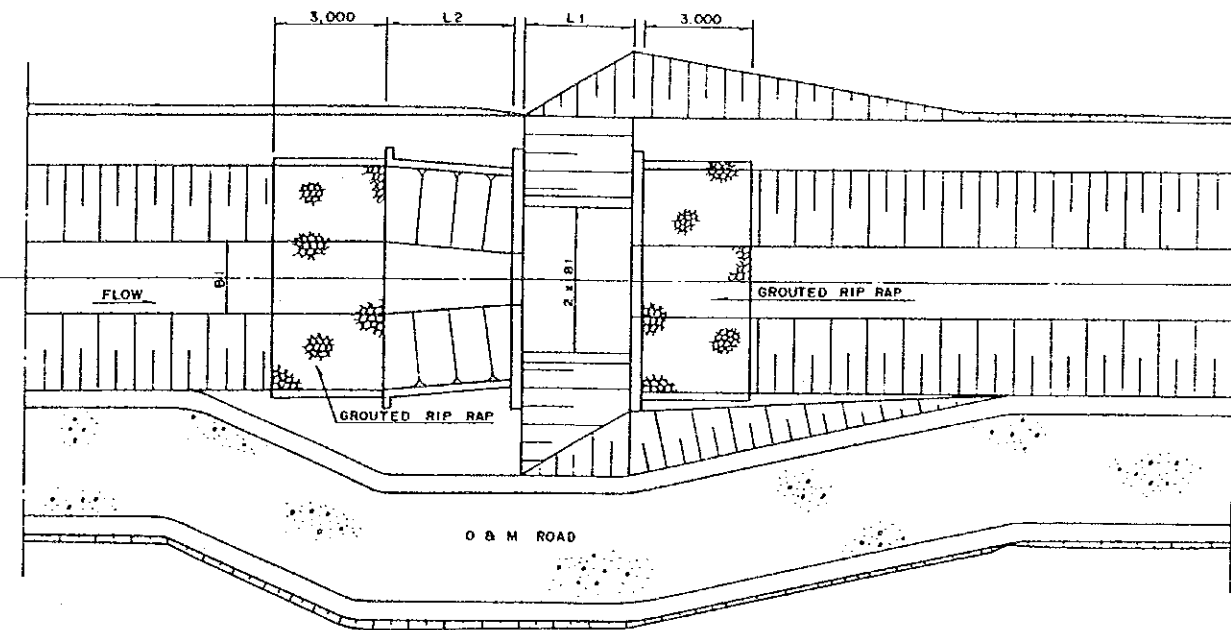 3,000
L2
L1
3.000
B1
FLOW
2 x B1
GROUTED RIP RAP
GROUTED RIP RAP
O & M ROAD